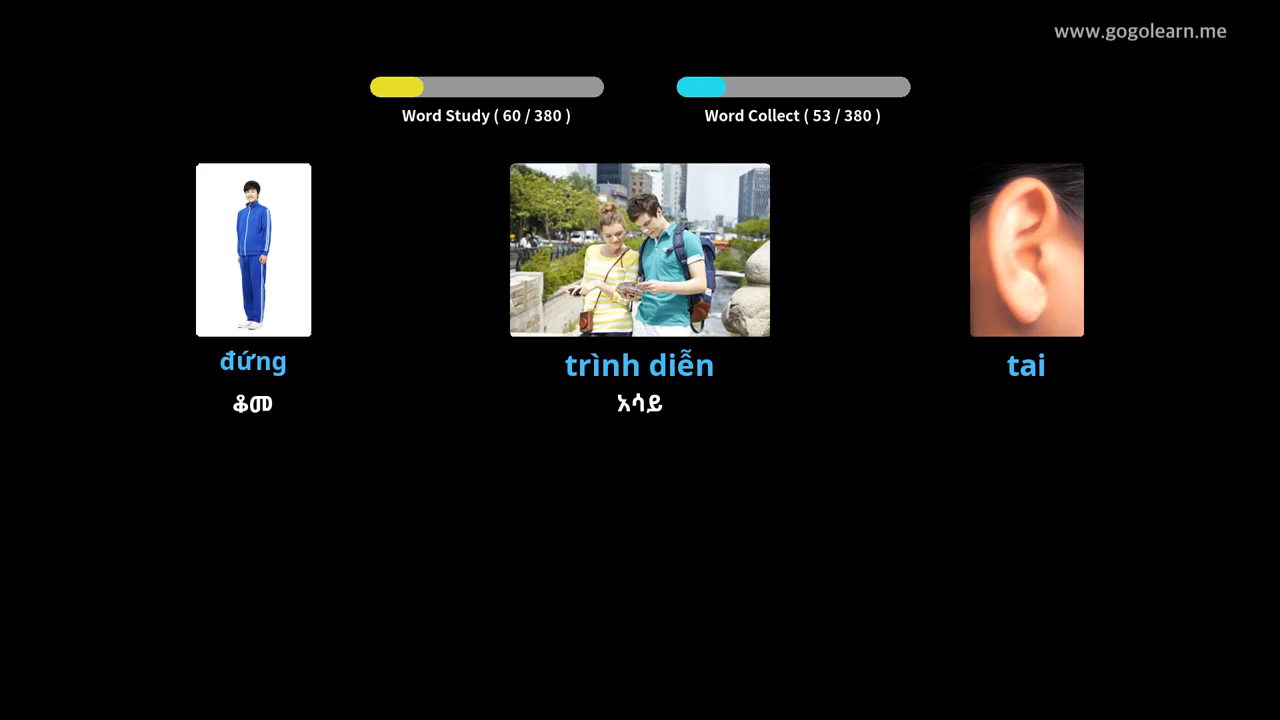 www.gogolearn.me
Word Study ( 60 / 380 )
Word Collect ( 53 / 380 )
đứng
trình diễn
tai
ቆመ
አሳይ